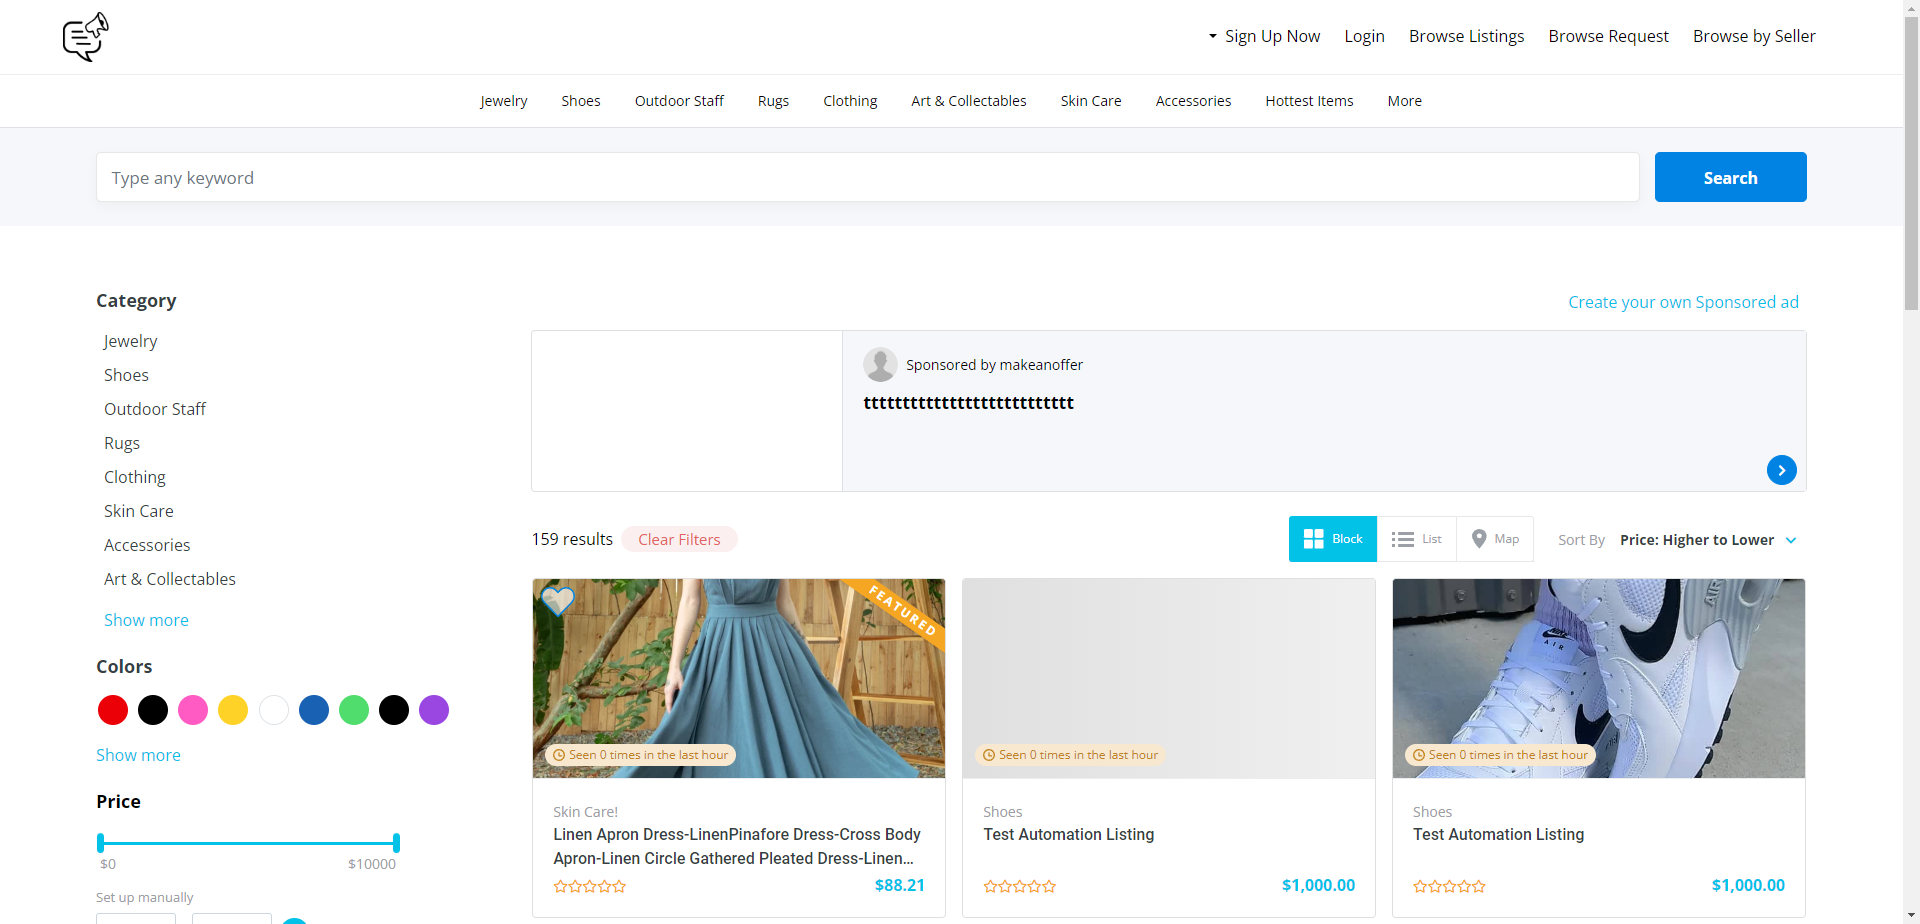 Sign Up Now Login Browse Listings Browse Request Browse by Seller
Jewelry Shoes Outdoor Staff Rugs Clothing Art & Collectables Skin Care Accessories Hottest Items More
Type any keyword
Search
Category
Jewelry
Shoes
Outdoor Staff
Rugs
Clothing
Skin Care
Accessories
Art & Collectables
Show more
Colors
Show more
Price
$0 $10000
Set up manually
Create your own Sponsored ad
Sponsored by makeanoffer
ttttttttttttttttttttttttttt
159 results Clear Filters
Block List Map Sort By Price: Higher to Lower
FEATURED
Seen 0 times in the last hour
Skin Care!
Linen Apron Dress-LinenPinafore Dress-Cross Body
Apron-Linen Circle Gathered Pleated Dress-Linen...
$88.21
Seen 0 times in the last hour
Shoes
Test Automation Listing
$1,000.00
AIR
AIR
Seen 0 times in the last hour
Shoes
Test Automation Listing
$1,000.00